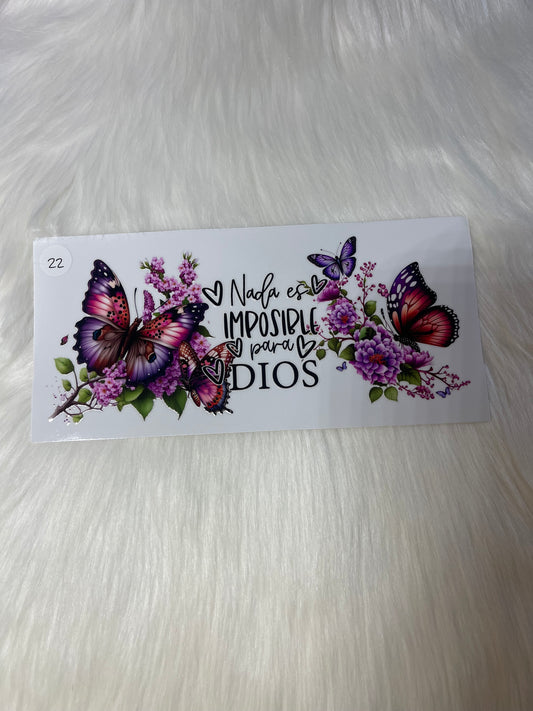 22
Nada es
IMPOSIBLE
para
DIOS